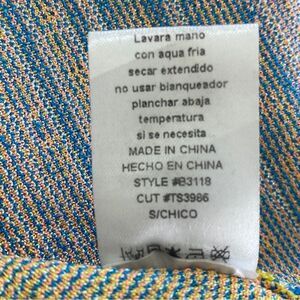 Lavara mano
con aqua fria
secar extendido
no usar bianqueador
planchar abaja
temperatura
si se necesita
MADE IN CHINA
HECHO EN CHINA
STYLE #B3118
CUT #TS3986
S/CHICO